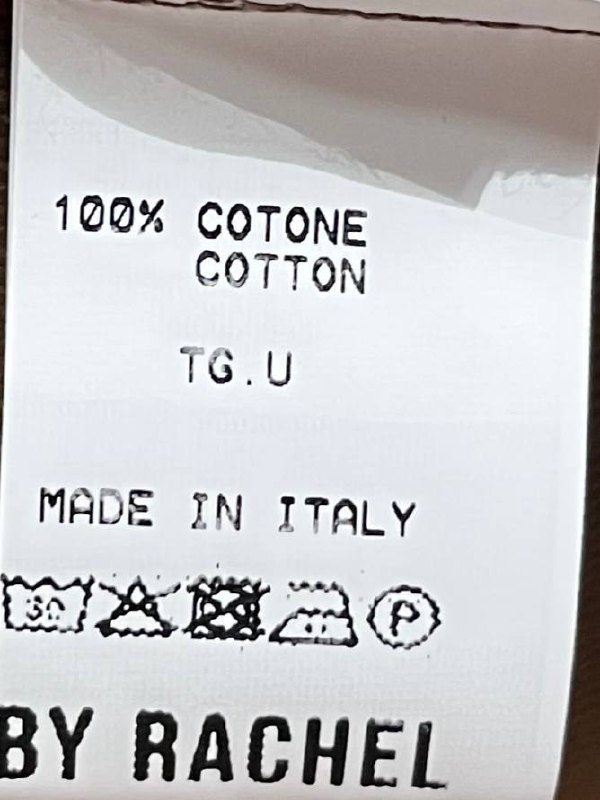 100% COTONE
COTTON
TG.U
MADE IN ITALY
30 P
BY RACHEL